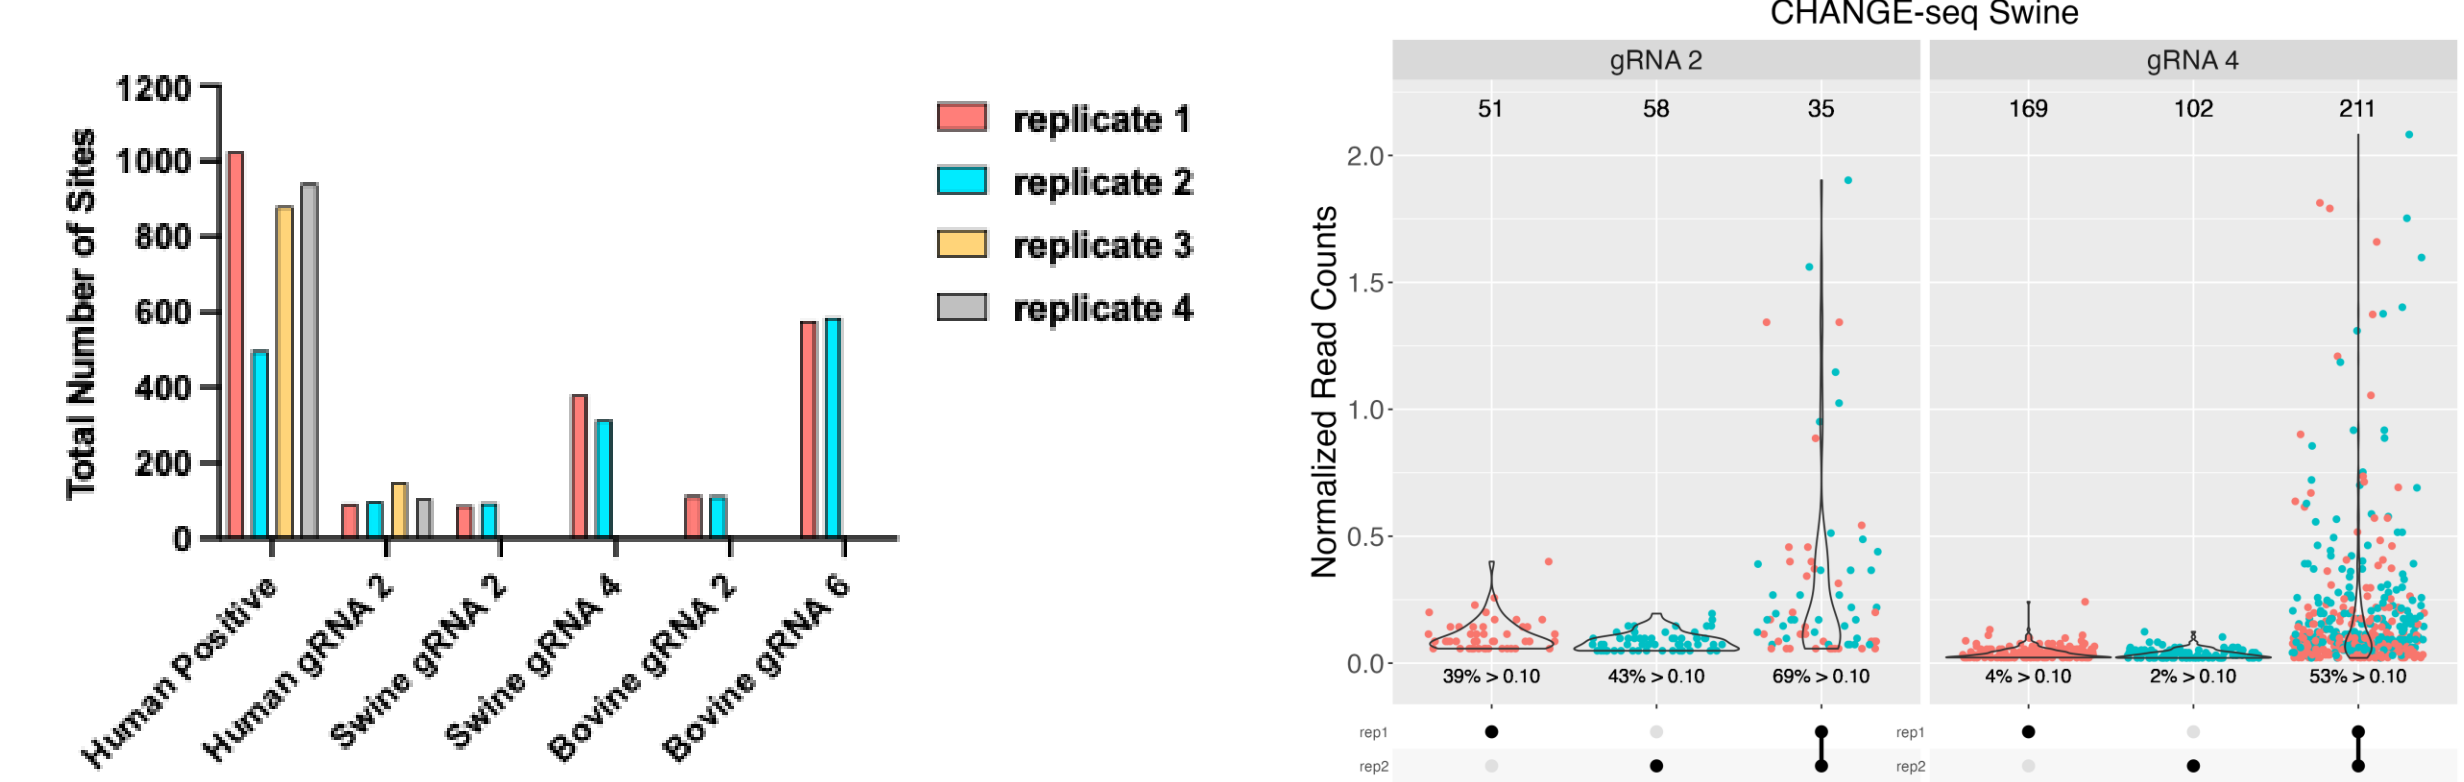 1200
1000
800
600
400
200
0
Total Number of Sites
Human Positive
Human gRNA 2
Swine gRNA 2
Swine gRNA 4
Bovine gRNA 2
Bovine gRNA 6
replicate 1
replicate 2
replicate 3
replicate 4
CHANGE-seq Swine
gRNA 2
gRNA 4
51
58
35
169
102
211
Normalized Read Counts
2.0
1.5
1.0
0.5
0.0
39% > 0.10
43% > 0.10
69% > 0.10
4% > 0.10
2% > 0.10
53% > 0.10
rep1
rep2
rep1
rep2